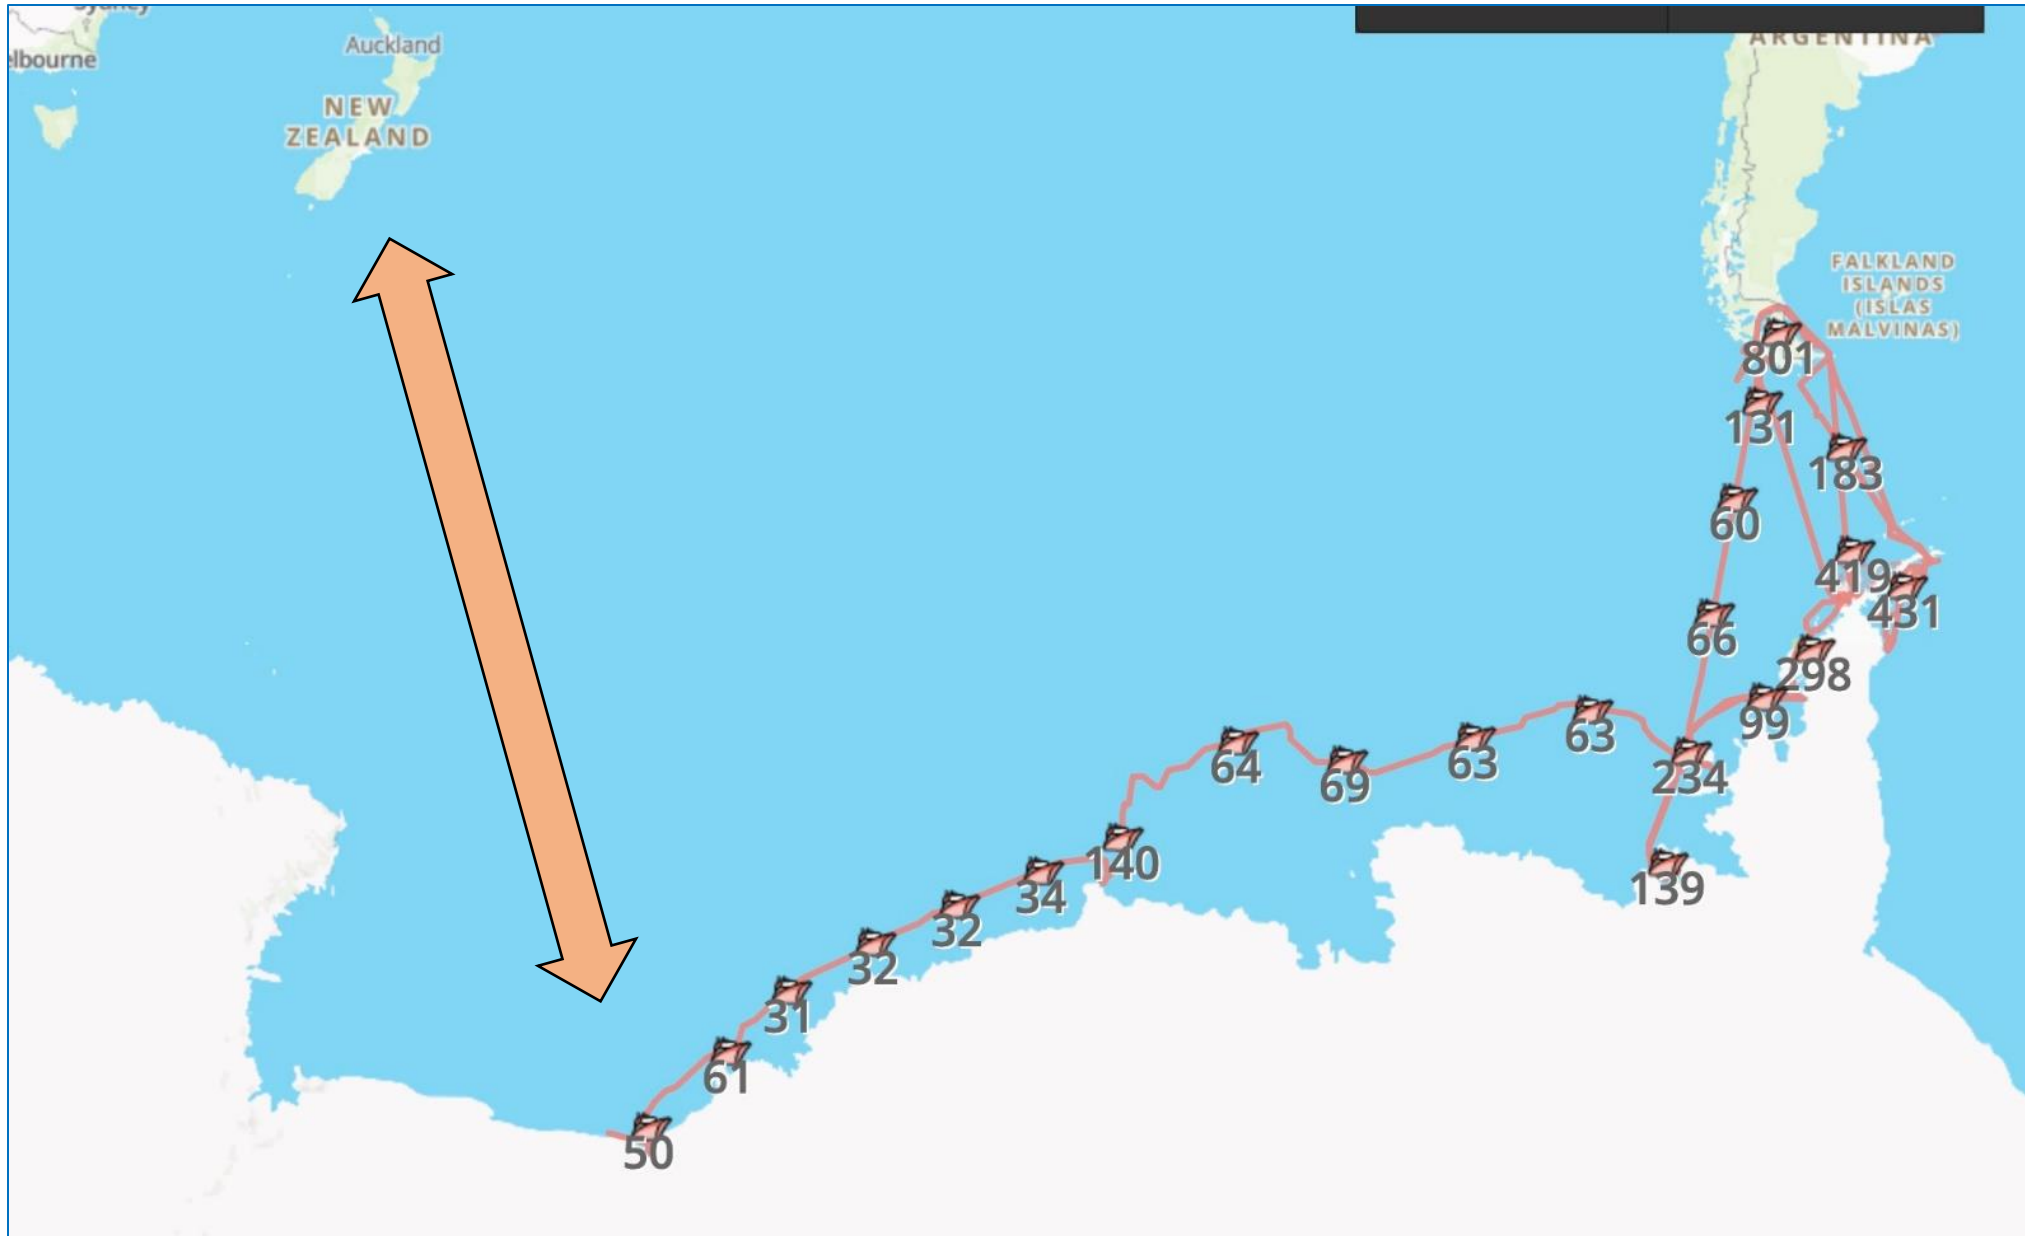 Sydney
elbourne
Auckland
NEW
ZEALAND
ARGENTINA
FALKLAND
ISLANDS
(ISLAS
MALVINAS)
801
131
183
60
419
431
66
298
99
63
64
69
63
234
140
139
34
32
32
31
61
50